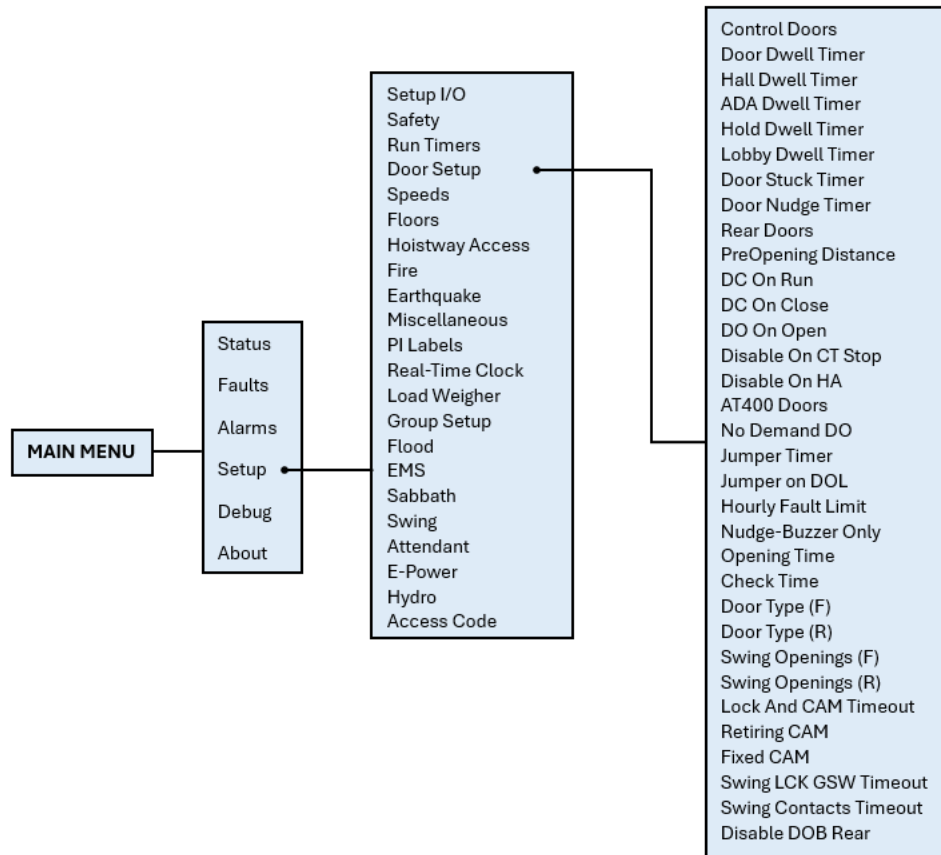 MAIN MENU
Status
Faults
Alarms
Setup
Debug
About
Setup I/O
Safety
Run Timers
Door Setup
Speeds
Floors
Hoistway Access
Fire
Earthquake
Miscellaneous
PI Labels
Real-Time Clock
Load Weigher
Group Setup
Flood
EMS
Sabbath
Swing
Attendant
E-Power
Hydro
Access Code
Control Doors
Door Dwell Timer
Hall Dwell Timer
ADA Dwell Timer
Hold Dwell Timer
Lobby Dwell Timer
Door Stuck Timer
Door Nudge Timer
Rear Doors
PreOpening Distance
DC On Run
DC On Close
DO On Open
Disable On CT Stop
Disable On HA
AT400 Doors
No Demand DO
Jumper Timer
Jumper on DOL
Hourly Fault Limit
Nudge-Buzzer Only
Opening Time
Check Time
Door Type (F)
Door Type (R)
Swing Openings (F)
Swing Openings (R)
Lock And CAM Timeout
Retiring CAM
Fixed CAM
Swing LCK GSW Timeout
Swing Contacts Timeout
Disable DOB Rear